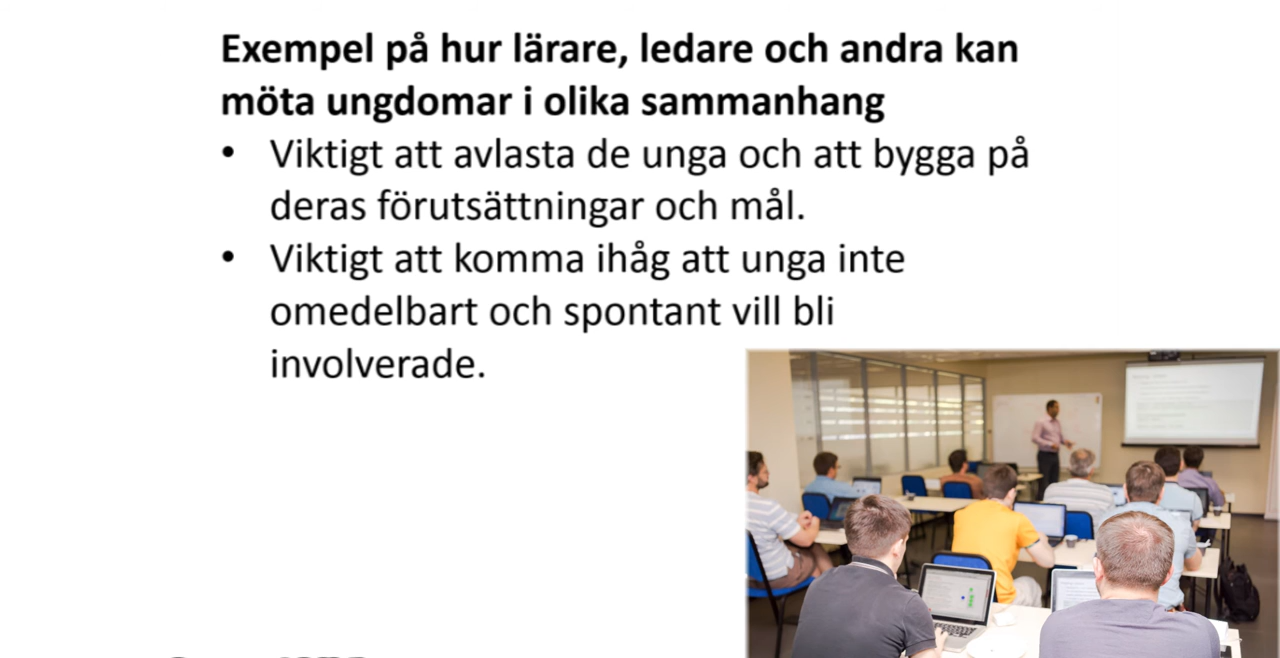 Exempel på hur lärare, ledare och andra kan
möta ungdomar i olika sammanhang
• Viktigt att avlasta de unga och att bygga på
deras förutsättningar och mål.
• Viktigt att komma ihåg att unga inte
omedelbart och spontant vill bli
involverade.